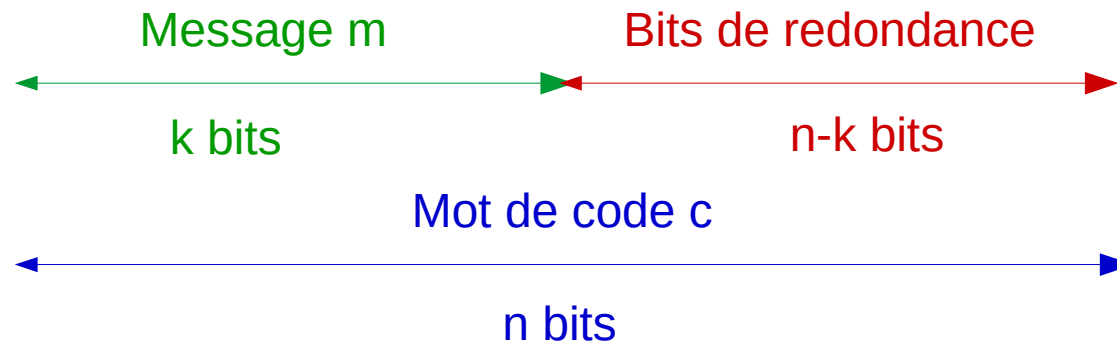 Message m
Bits de redondance
k bits
n-k bits
Mot de code c
n bits